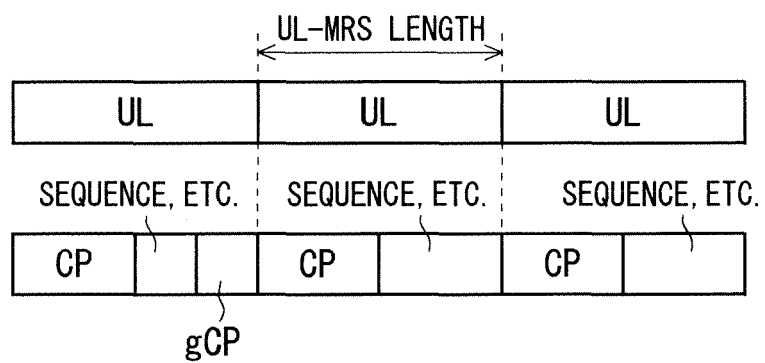 UL-MRS LENGTH
UL UL UL
SEQUENCE, ETC. SEQUENCE, ETC. SEQUENCE, ETC.
CP CP CP
gCP